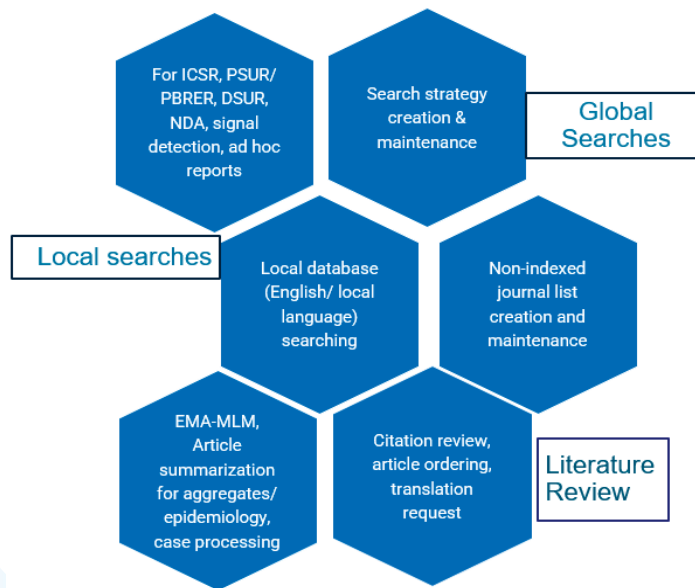 For ICSR, PSUR/
PBRER, DSUR,
NDA, signal
detection, ad hoc
reports
Search strategy
creation &
maintenance
Global
Searches
Local searches
Local database
(English/ local
language)
searching
Non-indexed
journal list
creation and
maintenance
EMA-MLM,
Article
summarization
for aggregates/
epidemiology,
case processing
Citation review,
article ordering,
translation
request
Literature
Review